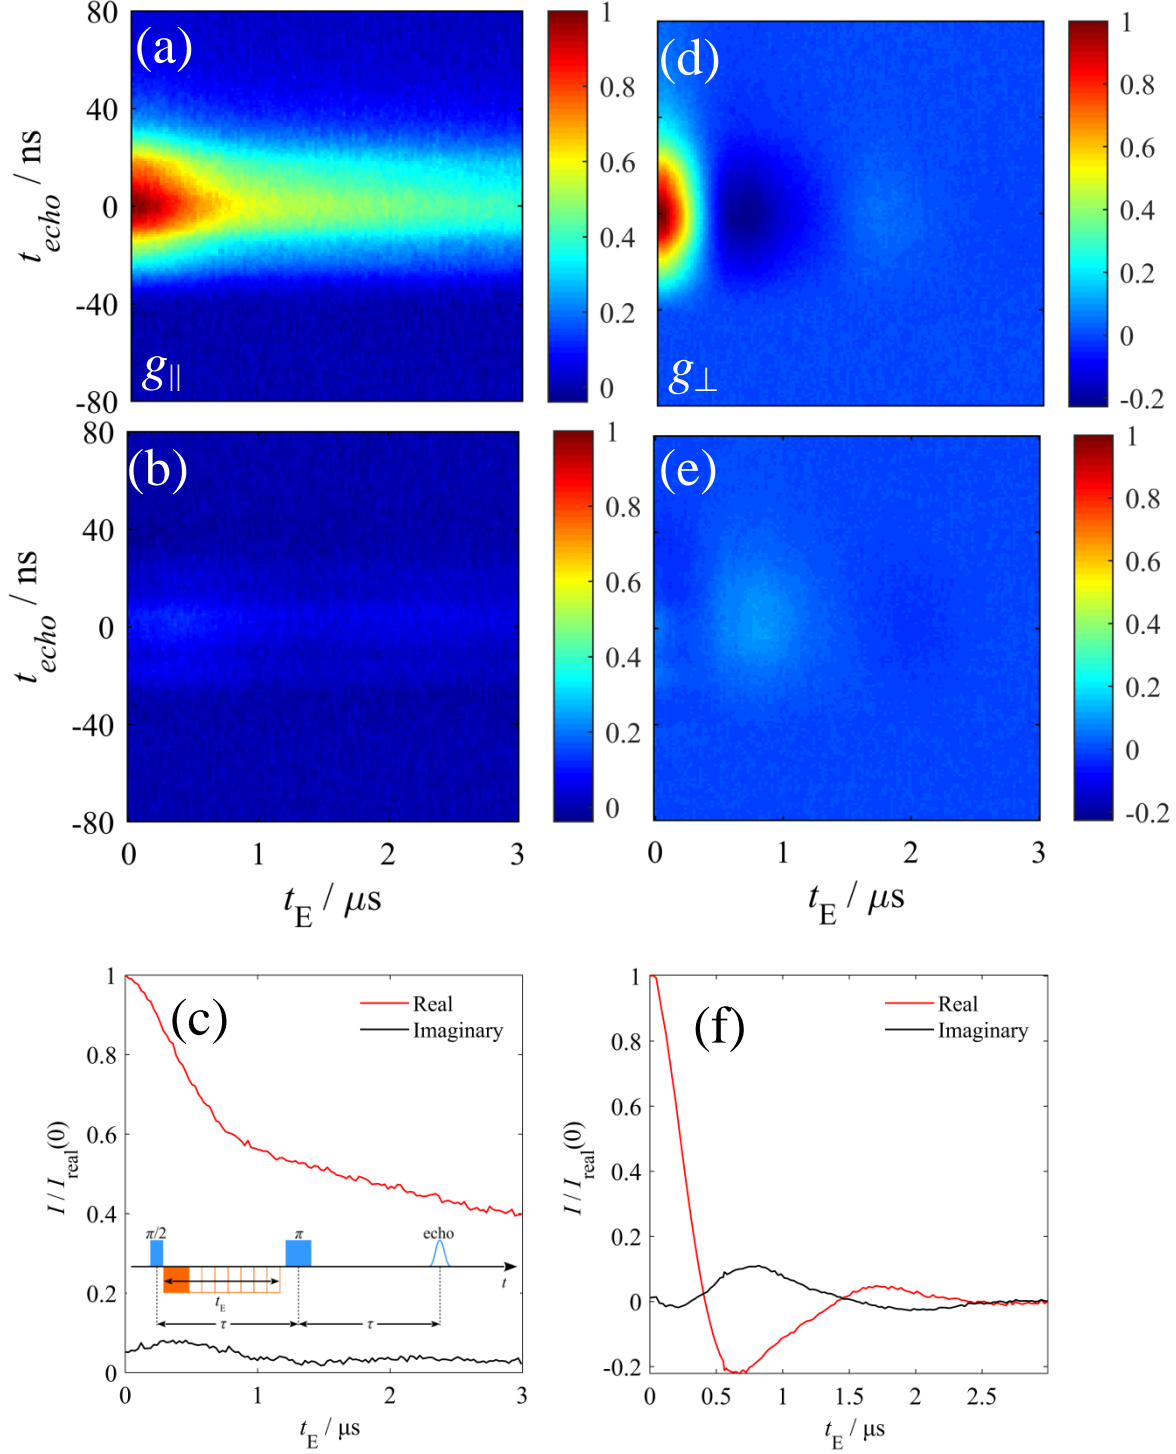 (a)
80
40
0
-40
-80
t_echo / ns
g∥
1
0.8
0.6
0.4
0.2
0
(d)
g⊥
1
0.8
0.6
0.4
0.2
0
-0.2
(b)
80
40
0
-40
-80
t_echo / ns
0 1 2 3
t_E / μs
1
0.8
0.6
0.4
0.2
0
(e)
0 1 2 3
t_E / μs
1
0.8
0.6
0.4
0.2
0
-0.2
(c)
Real
Imaginary
1
0.8
0.6
0.4
0.2
0
I / I_real(0)
π/2 π echo
t
t_E
τ τ
0 1 2 3
t_E / μs
(f)
Real
Imaginary
1
0.8
0.6
0.4
0.2
0
-0.2
I / I_real(0)
0 0.5 1 1.5 2 2.5
t_E / μs